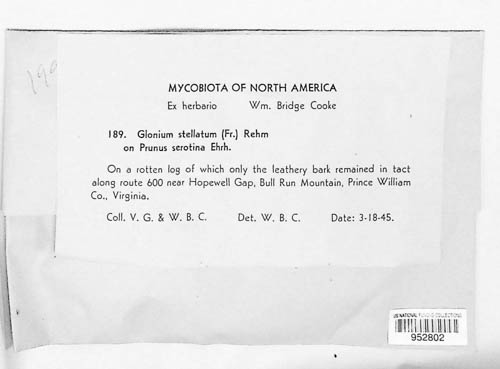 MYCOBIOTA OF NORTH AMERICA
Ex herbario Wm. Bridge Cooke
189. Glonium stellatum (Fr.) Rehm
on Prunus serotina Ehrh.
On a rotten log of which only the leathery bark remained in tact
along route 600 near Hopewell Gap, Bull Run Mountain, Prince William
Co., Virginia.
Coll. V. G. & W. B. C. Det. W. B. C. Date: 3-18-45.
US NATIONAL FUNGUS COLLECTIONS
952802